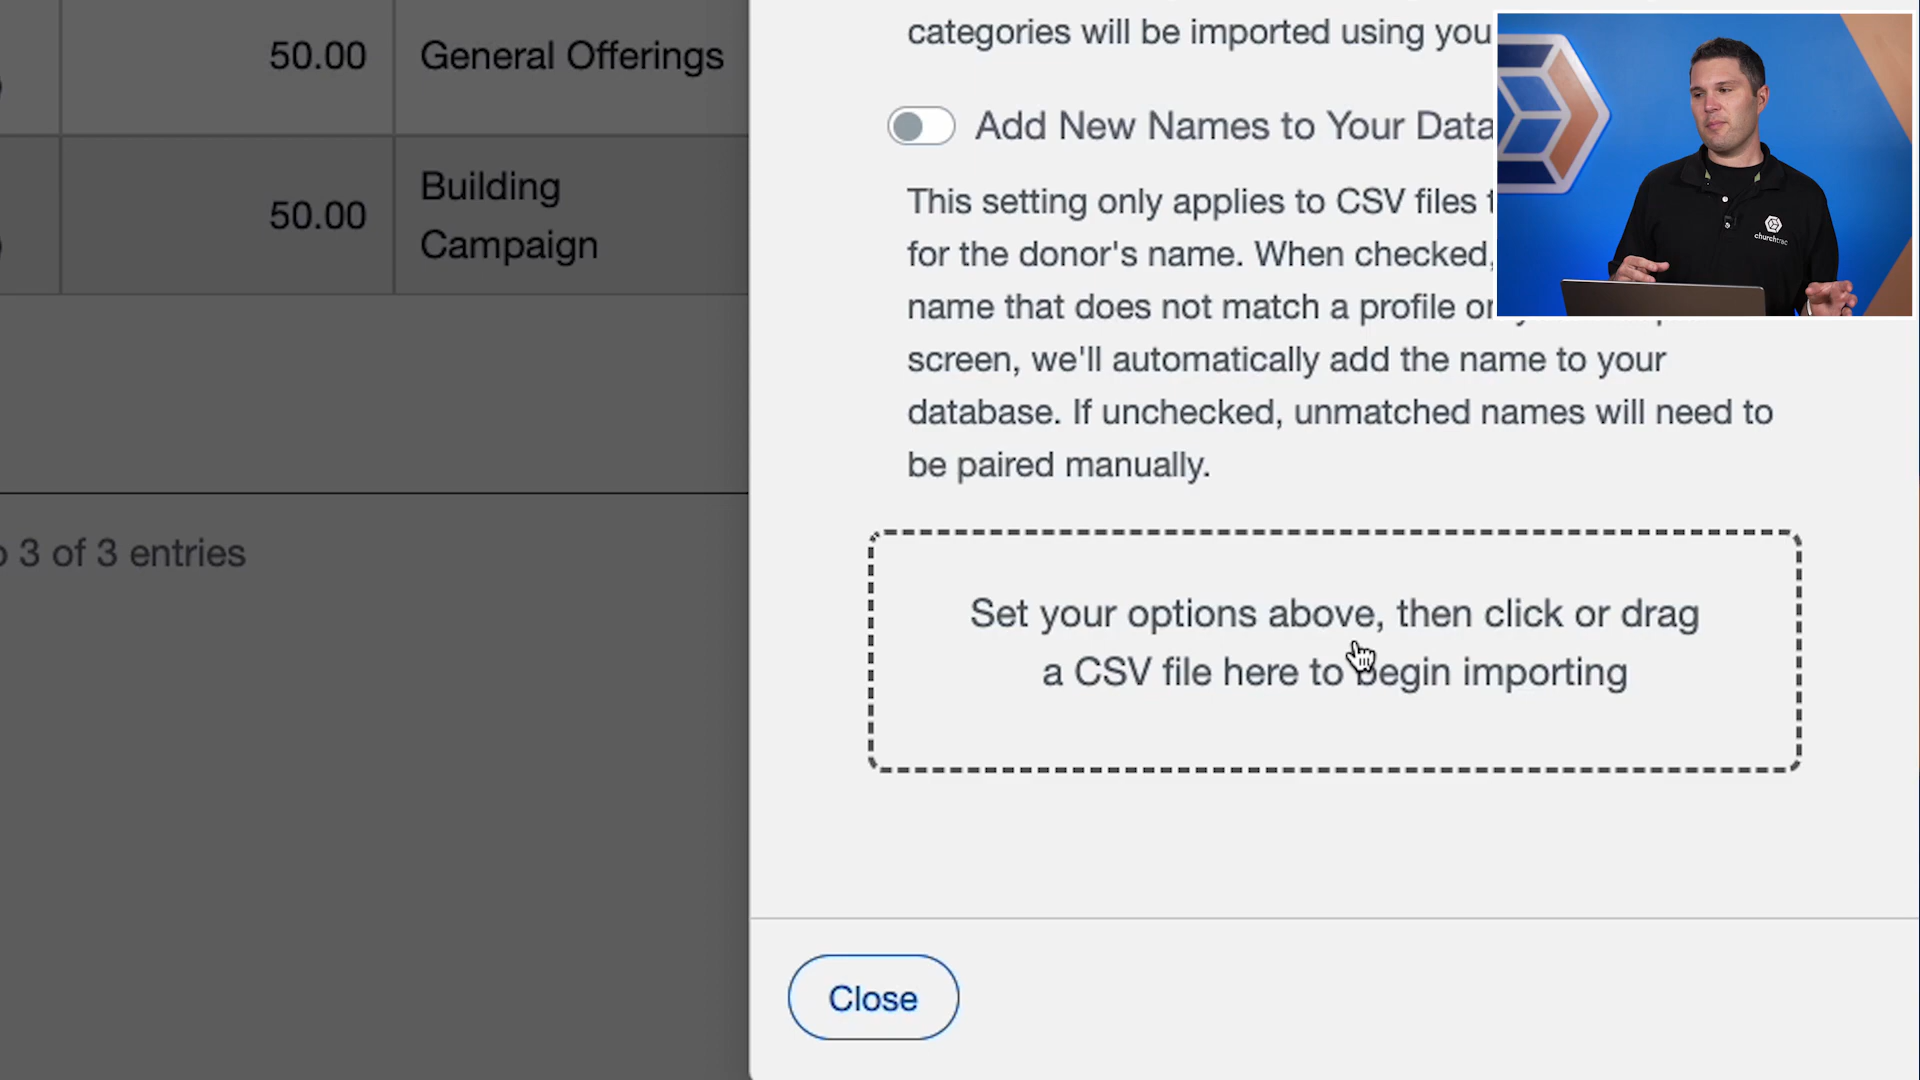 50.00
General Offerings
50.00
Building
Campaign
3 of 3 entries
categories will be imported using
Add New Names to Your
This setting only applies to CSV files
for the donor's name. When checked,
name that does not match a profile
screen, we'll automatically add the name to your
database. If unchecked, unmatched names will need to
be paired manually.
Set your options above, then click or drag
a CSV file here to begin importing
Close
churchtrac